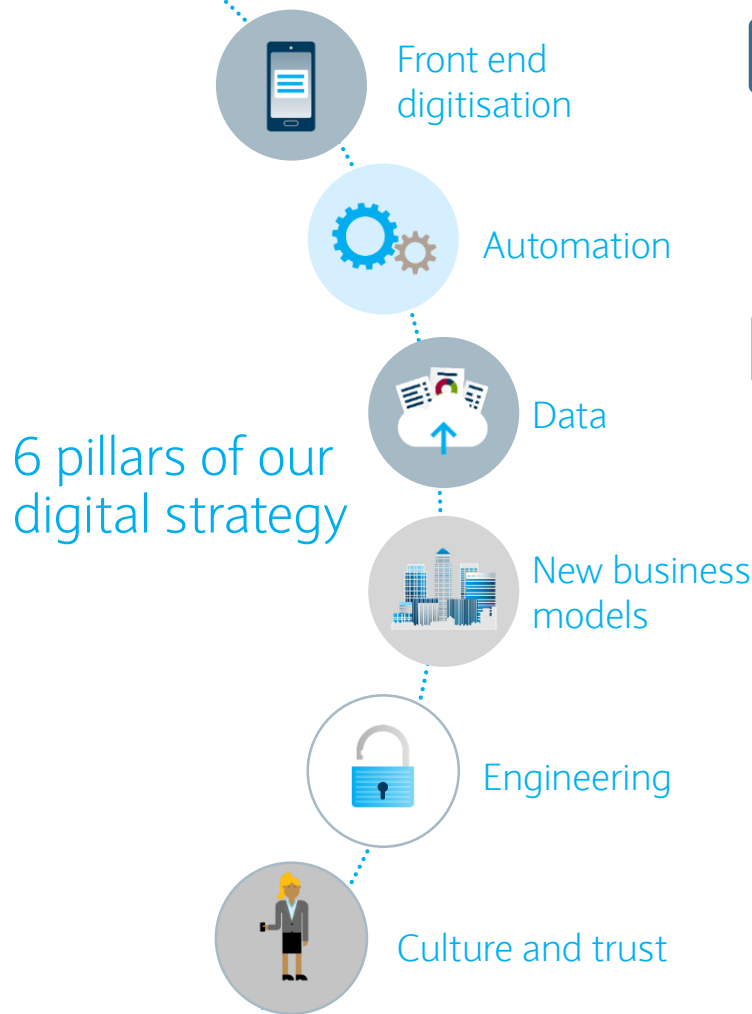 Front end
digitisation
Automation
Data
6 pillars of our
digital strategy
New business
models
Engineering
Culture and trust